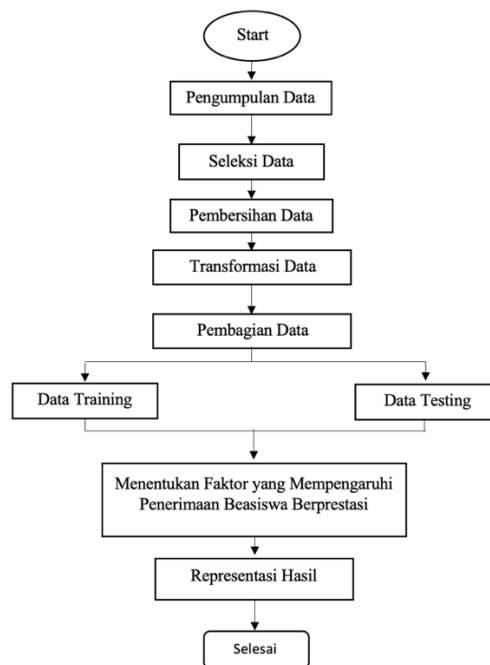 Start
Pengumpulan Data
Seleksi Data
Pembersihan Data
Transformasi Data
Pembagian Data
Data Training
Data Testing
Menentukan Faktor yang Mempengaruhi
Penerimaan Beasiswa Berprestasi
Representasi Hasil
Selesai